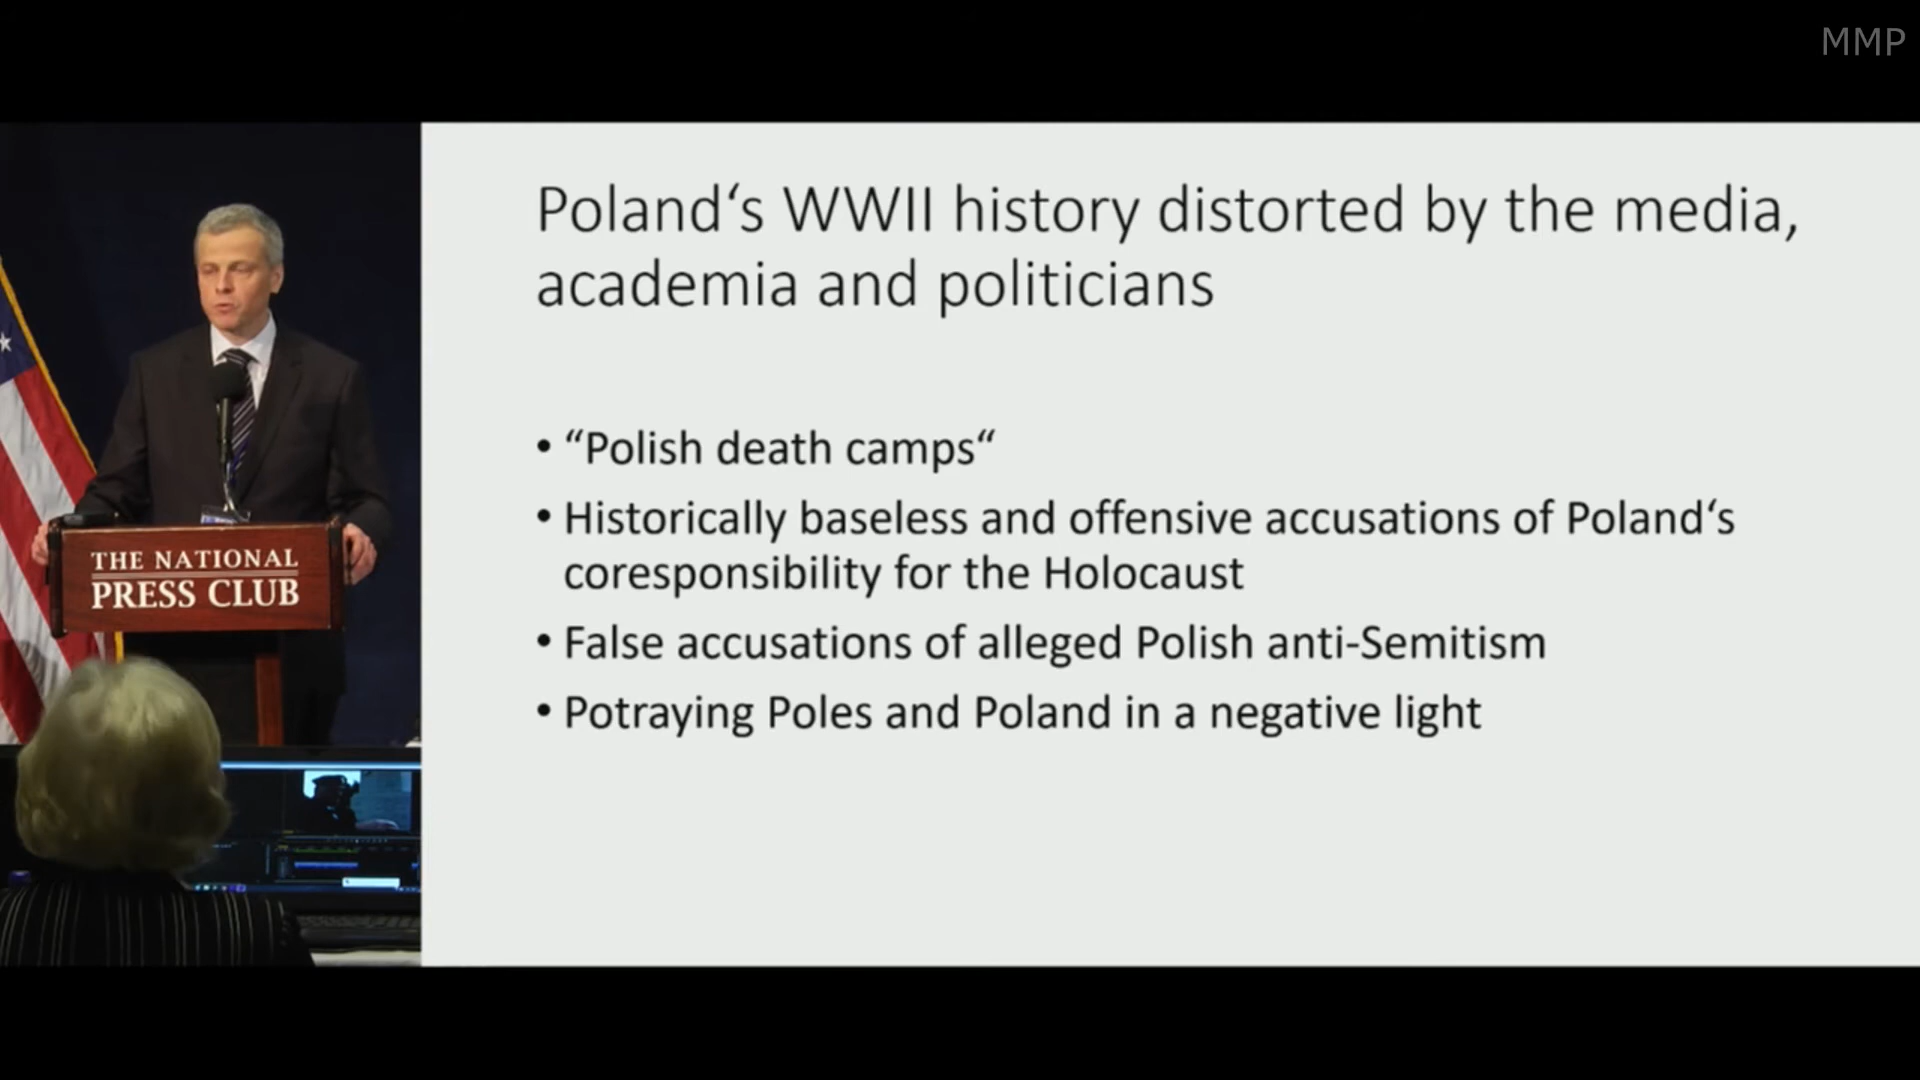 MMP
Poland‘s WWII history distorted by the media,
academia and politicians
• “Polish death camps“
• Historically baseless and offensive accusations of Poland‘s
coresponsibility for the Holocaust
• False accusations of alleged Polish anti-Semitism
• Potraying Poles and Poland in a negative light
THE NATIONAL
PRESS CLUB